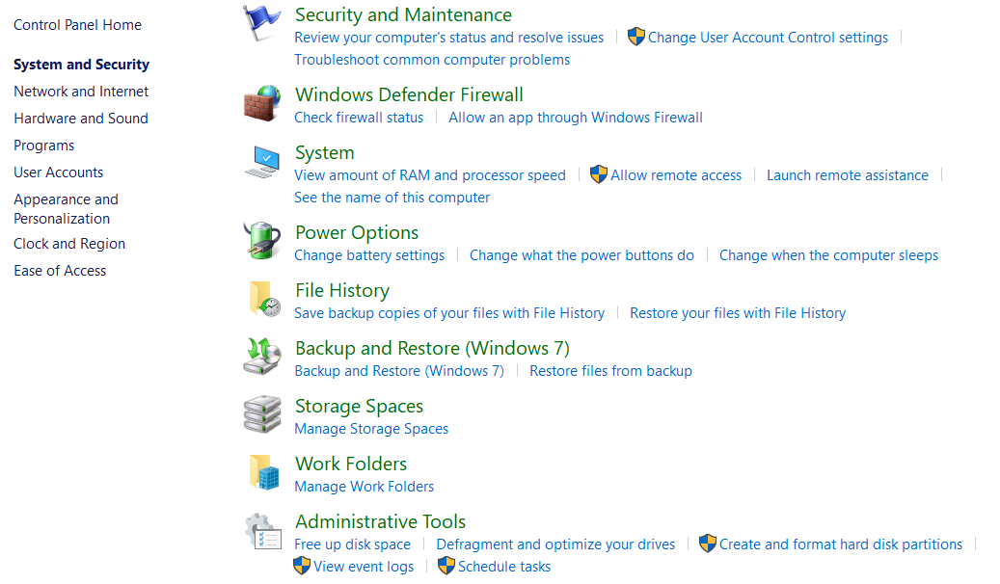 Control Panel Home
System and Security
Network and Internet
Hardware and Sound
Programs
User Accounts
Appearance and
Personalization
Clock and Region
Ease of Access
Security and Maintenance
Review your computer's status and resolve issues Change User Account Control settings
Troubleshoot common computer problems
Windows Defender Firewall
Check firewall status Allow an app through Windows Firewall
System
View amount of RAM and processor speed Allow remote access Launch remote assistance
See the name of this computer
Power Options
Change battery settings Change what the power buttons do Change when the computer sleeps
File History
Save backup copies of your files with File History Restore your files with File History
Backup and Restore (Windows 7)
Backup and Restore (Windows 7) Restore files from backup
Storage Spaces
Manage Storage Spaces
Work Folders
Manage Work Folders
Administrative Tools
Free up disk space Defragment and optimize your drives Create and format hard disk partitions
View event logs Schedule tasks